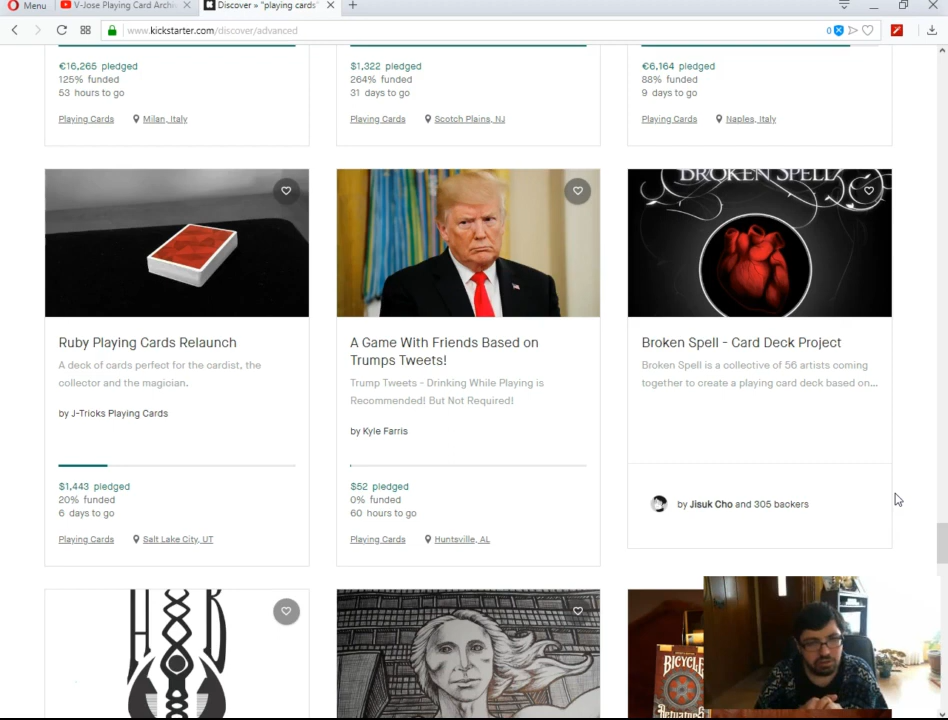 Menu
V-Jose Playing Card Archi
Discover » "playing cards"
www.kickstarter.com/discover/advanced
0
€16,265 pledged
125% funded
53 hours to go
Playing Cards
Milan, Italy
$1,322 pledged
264% funded
31 days to go
Playing Cards
Scotch Plains, NJ
€6,164 pledged
88% funded
9 days to go
Playing Cards
Naples, Italy
Ruby Playing Cards Relaunch
A deck of cards perfect for the cardist, the
collector and the magician.
by J-Tricks Playing Cards
$1,443 pledged
20% funded
6 days to go
Playing Cards
Salt Lake City, UT
A Game With Friends Based on
Trumps Tweets!
Trump Tweets - Drinking While Playing is
Recommended! But Not Required!
by Kyle Farris
$52 pledged
0% funded
60 hours to go
Playing Cards
Huntsville, AL
BROKEN SPELL
Broken Spell - Card Deck Project
Broken Spell is a collective of 56 artists coming
together to create a playing card deck based on...
by Jisuk Cho and 305 backers
H R
BICYCLE